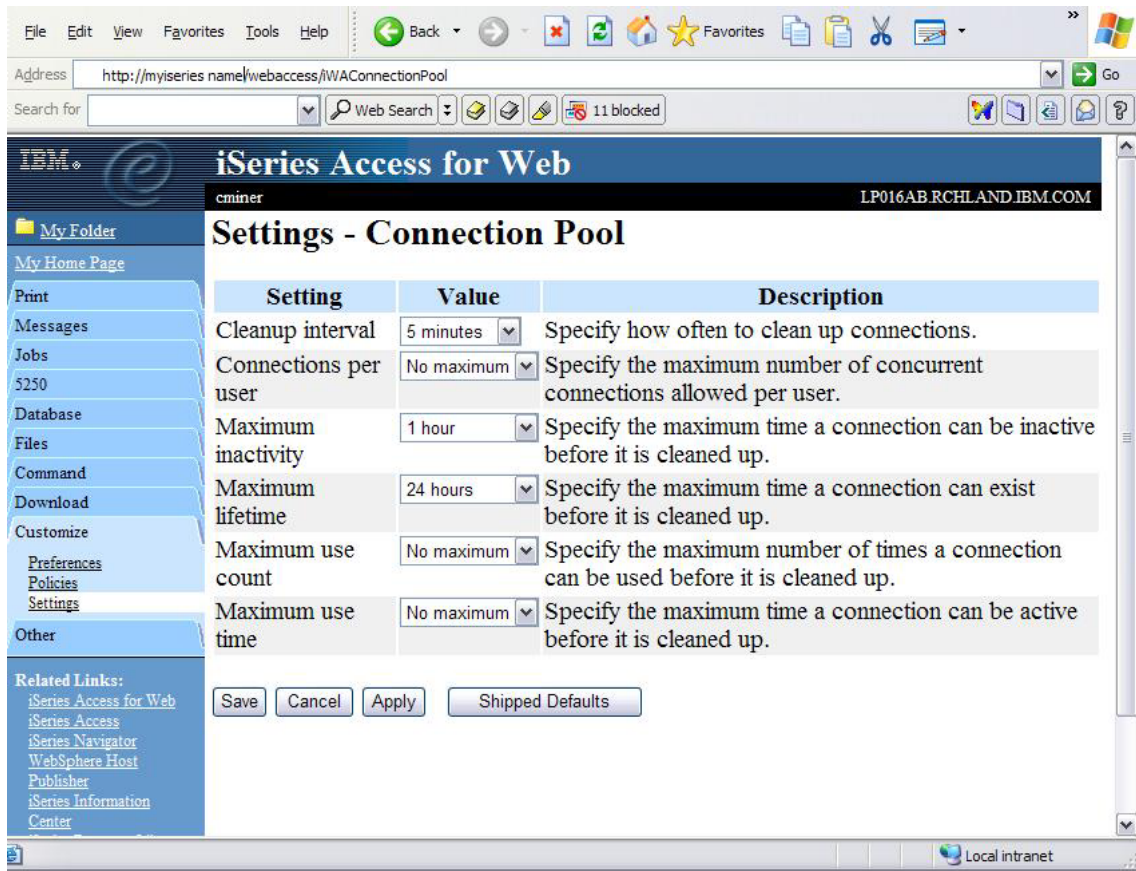 File Edit View Favorites Tools Help Back Favorites »
Address http://myiseries name/webaccess/iWAConnectionPool Go
Search for Web Search 11 blocked
IBM. iSeries Access for Web
cminer LP016AB.RCHLAND.IBM.COM
My Folder
My Home Page
Print
Messages
Jobs
5250
Database
Files
Command
Download
Customize
Preferences
Policies
Settings
Other
Related Links:
iSeries Access for Web
iSeries Access
iSeries Navigator
WebSphere Host
Publisher
iSeries Information
Center
Settings - Connection Pool
Setting Value Description
Cleanup interval 5 minutes Specify how often to clean up connections.
Connections per No maximum Specify the maximum number of concurrent
user connections allowed per user.
Maximum 1 hour Specify the maximum time a connection can be inactive
inactivity before it is cleaned up.
Maximum 24 hours Specify the maximum time a connection can exist
lifetime before it is cleaned up.
Maximum use No maximum Specify the maximum number of times a connection
count can be used before it is cleaned up.
Maximum use No maximum Specify the maximum time a connection can be active
time before it is cleaned up.
Save Cancel Apply Shipped Defaults
Local intranet